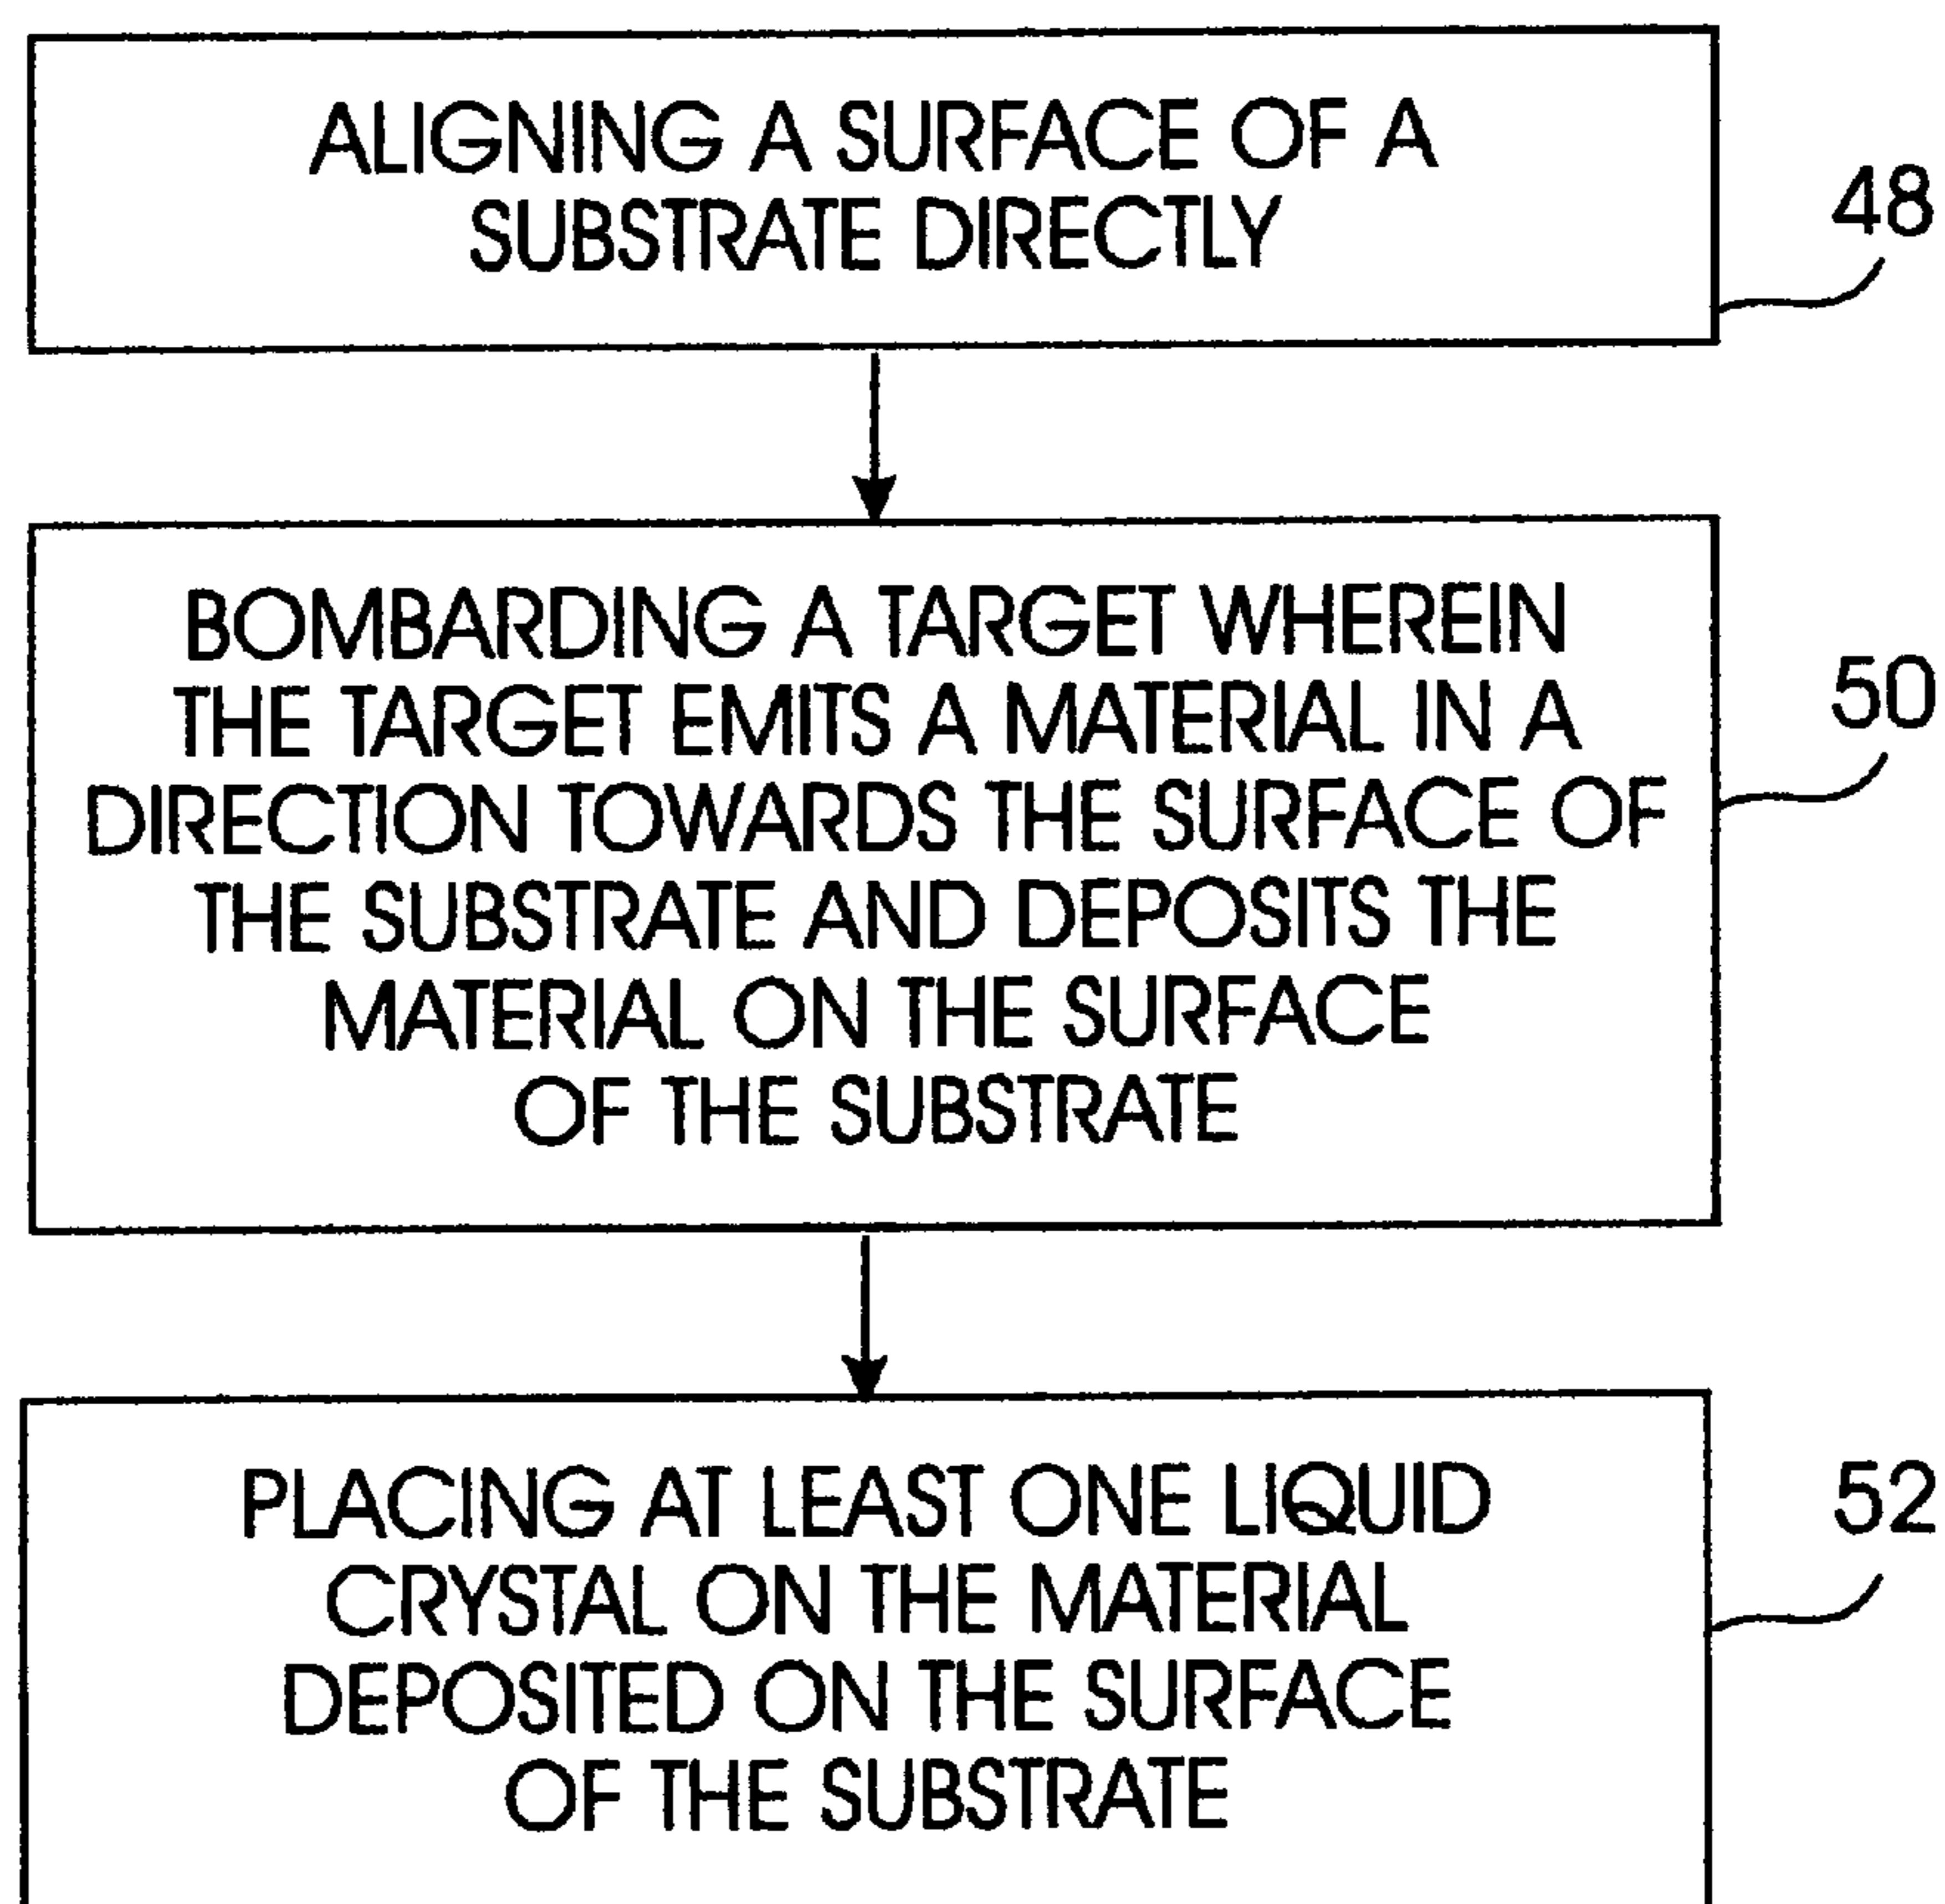 ALIGNING A SURFACE OF A
SUBSTRATE DIRECTLY
48
BOMBARDING A TARGET WHEREIN
THE TARGET EMITS A MATERIAL IN A
DIRECTION TOWARDS THE SURFACE OF
THE SUBSTRATE AND DEPOSITS THE
MATERIAL ON THE SURFACE
OF THE SUBSTRATE
50
PLACING AT LEAST ONE LIQUID
CRYSTAL ON THE MATERIAL
DEPOSITED ON THE SURFACE
OF THE SUBSTRATE
52